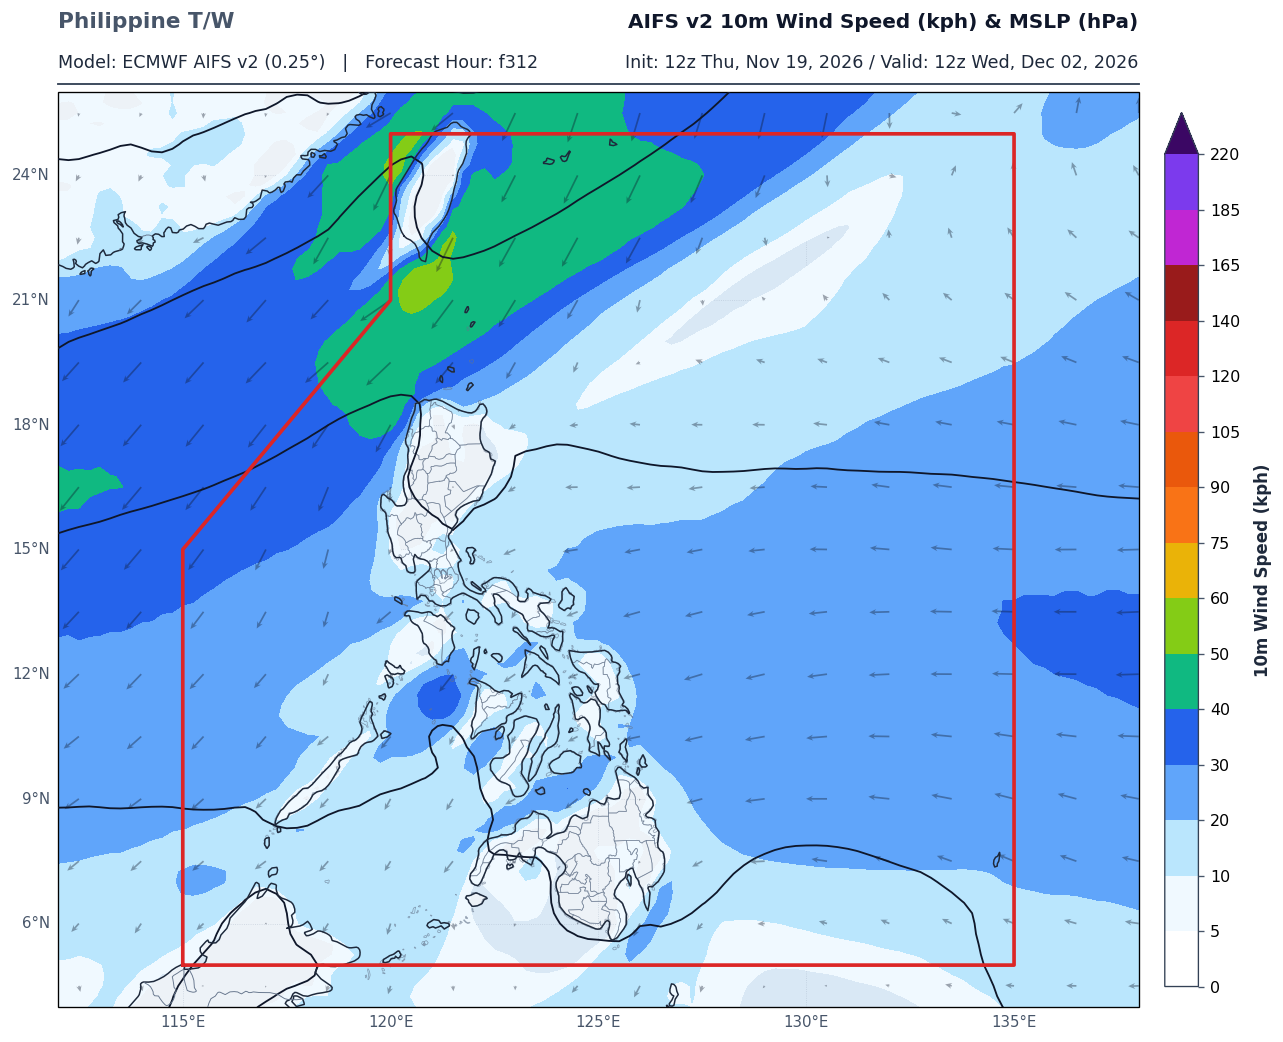 Philippine T/W
AIFS v2 10m Wind Speed (kph) & MSLP (hPa)
Model: ECMWF AIFS v2 (0.25°) | Forecast Hour: f312
Init: 12z Thu, Nov 19, 2026 / Valid: 12z Wed, Dec 02, 2026
24°N
21°N
18°N
15°N
12°N
9°N
6°N
115°E
120°E
125°E
130°E
135°E
220
185
165
140
120
105
90
75
60
50
40
30
20
10
5
0
10m Wind Speed (kph)